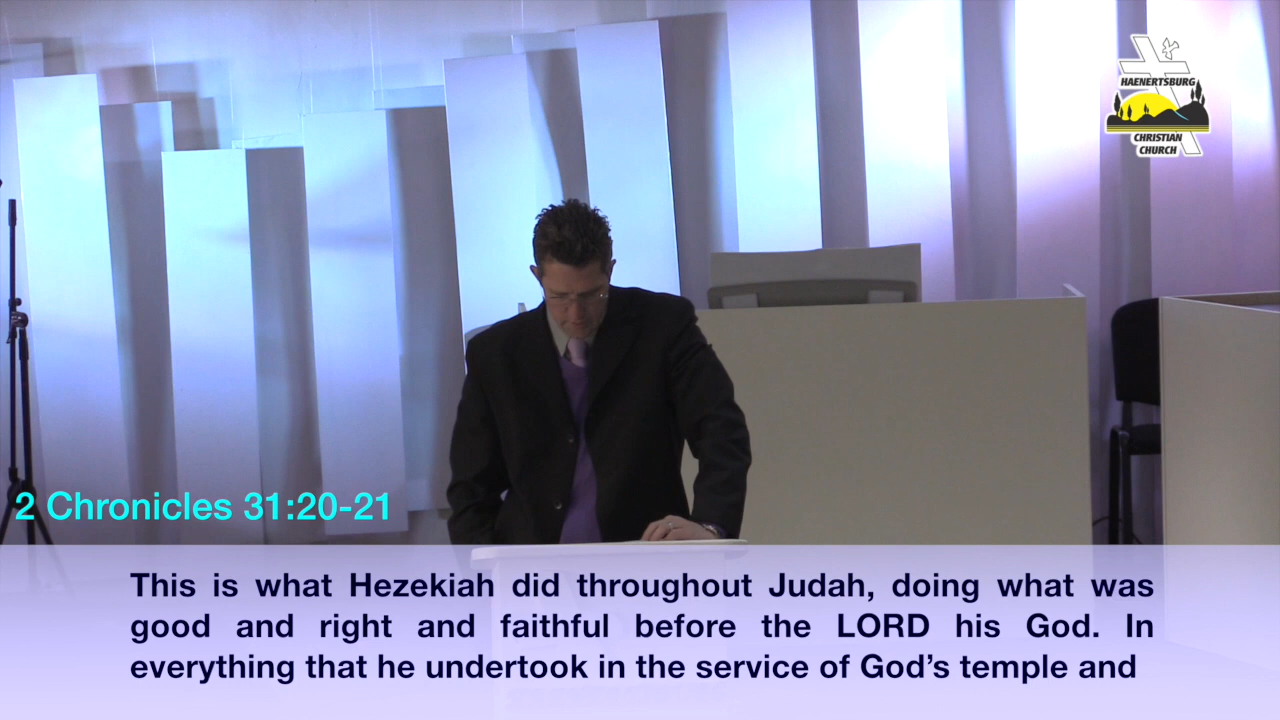 HAENERTSBURG
CHRISTIAN
CHURCH
2 Chronicles 31:20-21
This is what Hezekiah did throughout Judah, doing what was
good and right and faithful before the LORD his God. In
everything that he undertook in the service of God’s temple and